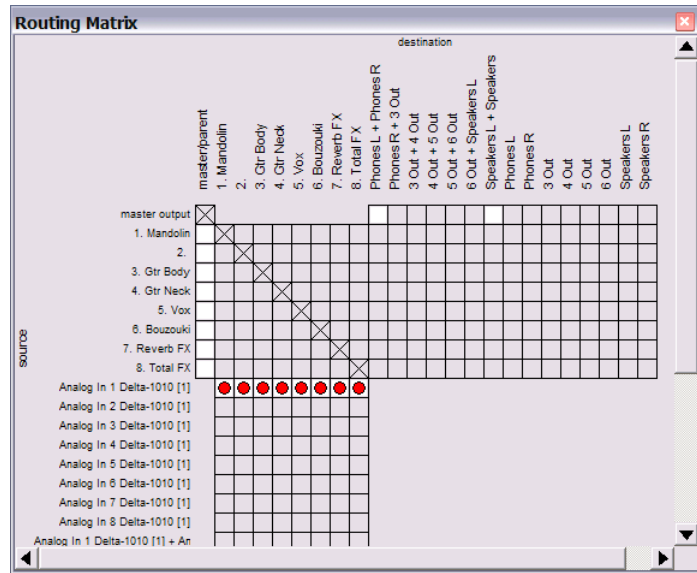 Routing Matrix
destination
master/parent
1. Mandolin
2.
3. Gtr Body
4. Gtr Neck
5. Vox
6. Bouzouki
7. Reverb FX
8. Total FX
Phones L + Phones R
Phones R + 3 Out
3 Out + 4 Out
4 Out + 5 Out
5 Out + 6 Out
6 Out + Speakers L
Speakers L + Speakers
Phones L
Phones R
3 Out
4 Out
5 Out
6 Out
Speakers L
Speakers R
source
master output
1. Mandolin
2.
3. Gtr Body
4. Gtr Neck
5. Vox
6. Bouzouki
7. Reverb FX
8. Total FX
Analog In 1 Delta-1010 [1]
Analog In 2 Delta-1010 [1]
Analog In 3 Delta-1010 [1]
Analog In 4 Delta-1010 [1]
Analog In 5 Delta-1010 [1]
Analog In 6 Delta-1010 [1]
Analog In 7 Delta-1010 [1]
Analog In 8 Delta-1010 [1]
Analog In 1 Delta-1010 [1] + An